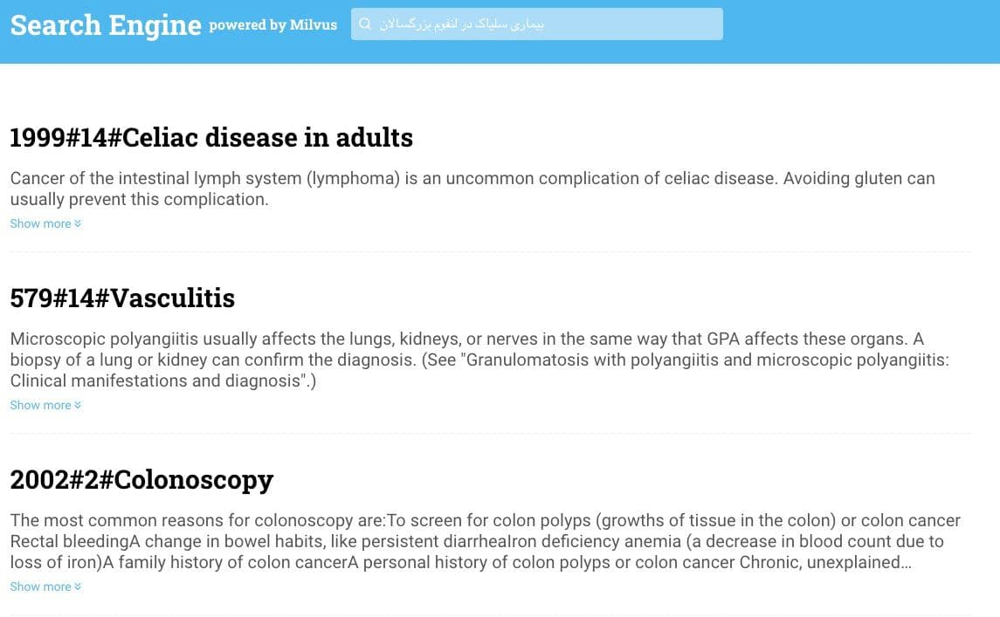 Search Engine powered by Milvus
بیماری سلیاک در لنفوم بزرگسالان
1999#14#Celiac disease in adults
Cancer of the intestinal lymph system (lymphoma) is an uncommon complication of celiac disease. Avoiding gluten can
usually prevent this complication.
Show more
579#14#Vasculitis
Microscopic polyangiitis usually affects the lungs, kidneys, or nerves in the same way that GPA affects these organs. A
biopsy of a lung or kidney can confirm the diagnosis. (See "Granulomatosis with polyangiitis and microscopic polyangiitis:
Clinical manifestations and diagnosis".)
Show more
2002#2#Colonoscopy
The most common reasons for colonoscopy are:To screen for colon polyps (growths of tissue in the colon) or colon cancer
Rectal bleedingA change in bowel habits, like persistent diarrheaIron deficiency anemia (a decrease in blood count due to
loss of iron)A family history of colon cancerA personal history of colon polyps or colon cancer Chronic, unexplained…
Show more